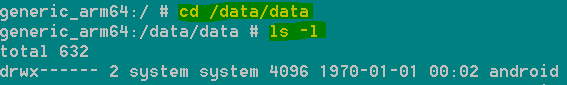 generic_arm64:/ # cd /data/data
generic_arm64:/data/data # ls -l
total 632
drwx------ 2 system system 4096 1970-01-01 00:02 android